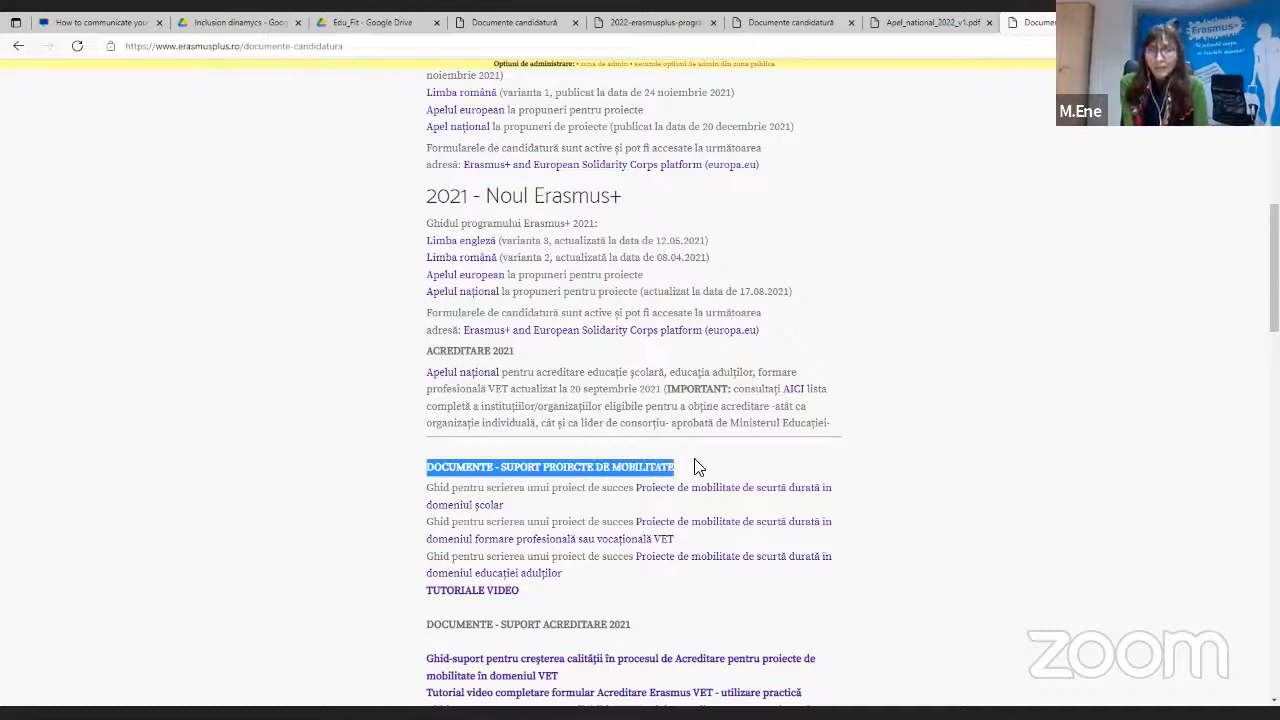 How to communicate your
Inclusion dinamycs - Goo
Edu_Fit - Google Drive
Documente candidatură
2022-erasmusplus-progr
Documente candidatură
Apel_national_2022_v1.pdf
Docume
https://www.erasmusplus.ro/documente-candidatura
Erasmus+
M.Ene
Optiuni de administrare: • zona de admin • ascunde optiuni de admin din zona publica
noiembrie 2021)
Limba română (varianta 1, publicat la data de 24 noiembrie 2021)
Apelul european la propuneri pentru proiecte
Apel național la propuneri de proiecte (publicat la data de 20 decembrie 2021)
Formularele de candidatură sunt active și pot fi accesate la următoarea
adresă: Erasmus+ and European Solidarity Corps platform (europa.eu)
2021 - Noul Erasmus+
Ghidul programului Erasmus+ 2021:
Limba engleză (varianta 3, actualizată la data de 12.05.2021)
Limba română (varianta 2, actualizată la data de 08.04.2021)
Apelul european la propuneri pentru proiecte
Apelul național la propuneri pentru proiecte (actualizat la data de 17.08.2021)
Formularele de candidatură sunt active și pot fi accesate la următoarea
adresă: Erasmus+ and European Solidarity Corps platform (europa.eu)
ACREDITARE 2021
Apelul național pentru acreditare educație școlară, educația adulților, formare
profesională VET actualizat la 20 septembrie 2021 (IMPORTANT: consultați AICI lista
completă a instituțiilor/organizațiilor eligibile pentru a obține acreditare -atât ca
organizație individuală, cât și ca lider de consorțiu- aprobată de Ministerul Educației-
DOCUMENTE - SUPORT PROIECTE DE MOBILITATE
Ghid pentru scrierea unui proiect de succes Proiecte de mobilitate de scurtă durată în
domeniul școlar
Ghid pentru scrierea unui proiect de succes Proiecte de mobilitate de scurtă durată în
domeniul formare profesională sau vocațională VET
Ghid pentru scrierea unui proiect de succes Proiecte de mobilitate de scurtă durată în
domeniul educației adulților
TUTORIALE VIDEO
DOCUMENTE - SUPORT ACREDITARE 2021
Ghid-suport pentru creșterea calității în procesul de Acreditare pentru proiecte de
mobilitate în domeniul VET
Tutorial video completare formular Acreditare Erasmus VET - utilizare practică
zoom